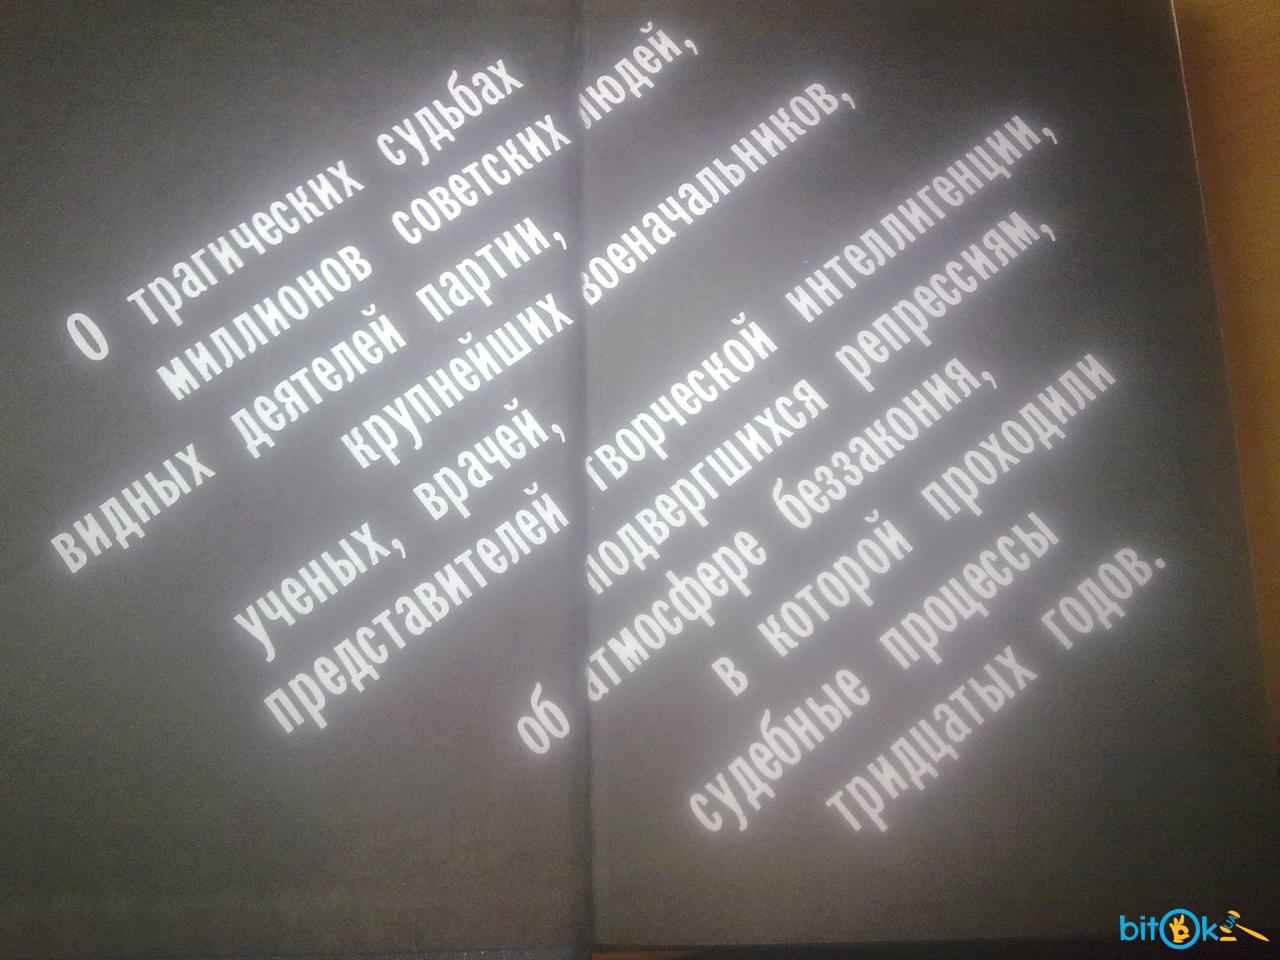 О трагических судьбах
миллионов советских людей,
видных деятелей партии,
крупнейших военачальников,
ученых, врачей,
представителей творческой интеллигенции,
подвергшихся репрессиям,
об атмосфере беззакония,
в которой проходили
судебные процессы
тридцатых годов.
bitOk UA